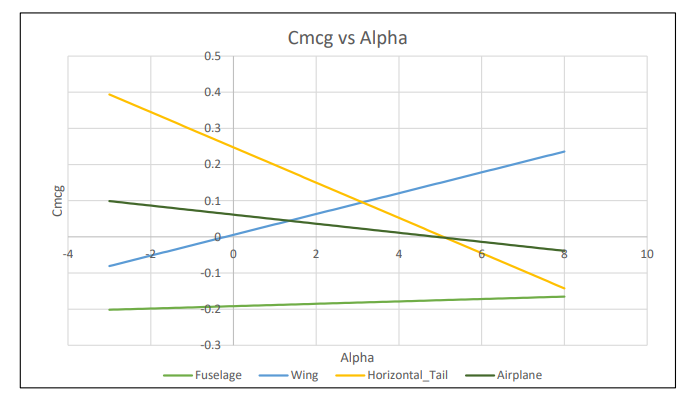 Cmcg vs Alpha
0.5
0.4
0.3
0.2
0.1
0
-0.1
-0.2
-0.3
-4 -2 0 2 4 6 8 10
Cmcg
Alpha
Fuselage Wing Horizontal_Tail Airplane